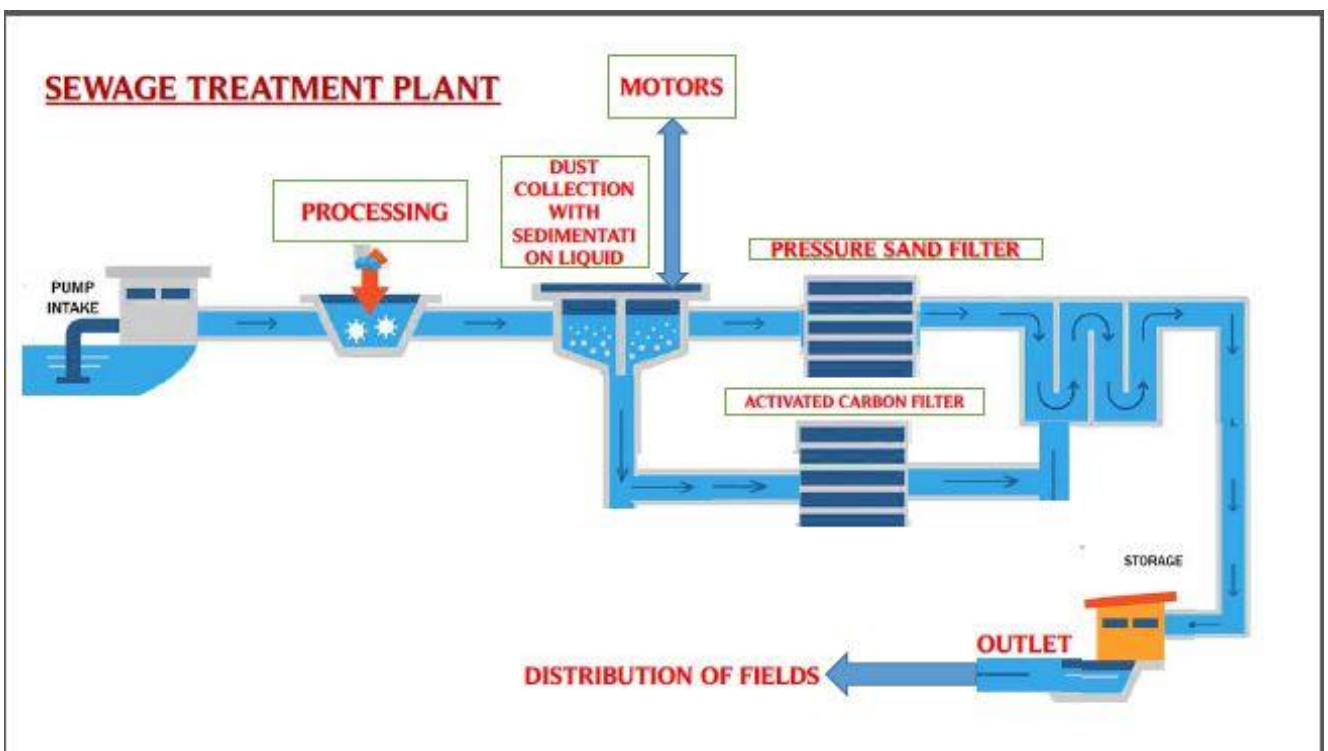 SEWAGE TREATMENT PLANT
MOTORS
DUST
COLLECTION
WITH
SEDIMENTATI
ON LIQUID
PROCESSING
PRESSURE SAND FILTER
PUMP
INTAKE
ACTIVATED CARBON FILTER
STORAGE
OUTLET
DISTRIBUTION OF FIELDS